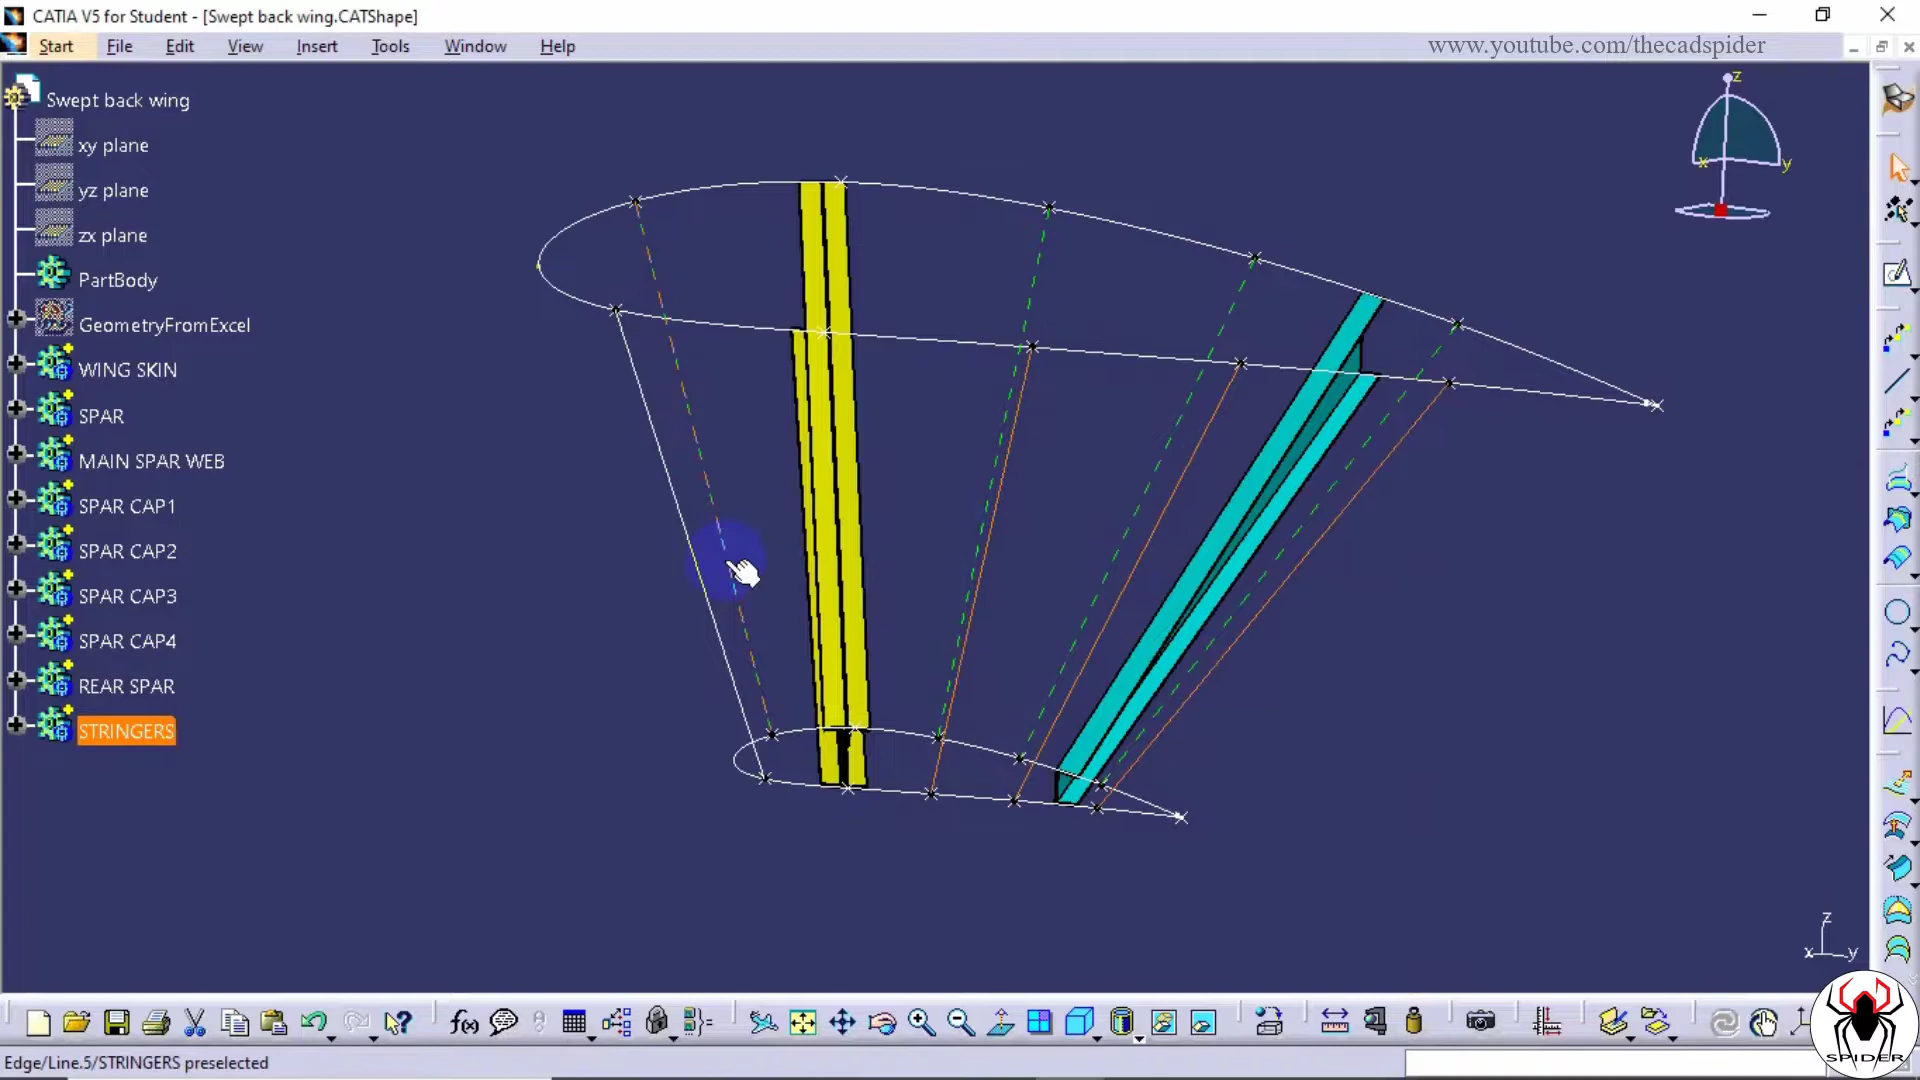 CATIA V5 for Student - [Swept back wing.CATShape]
Start File Edit View Insert Tools Window Help
www.youtube.com/thecadspider
Swept back wing
xy plane
yz plane
zx plane
PartBody
GeometryFromExcel
WING SKIN
SPAR
MAIN SPAR WEB
SPAR CAP1
SPAR CAP2
SPAR CAP3
SPAR CAP4
REAR SPAR
STRINGERS
z
x
y
z
x
y
f(x)
SPIDER
Edge/Line.5/STRINGERS preselected